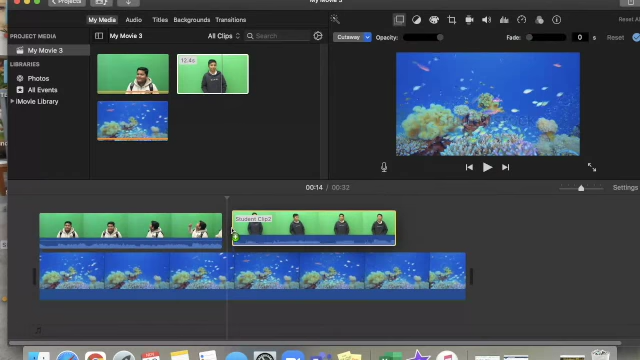 My Movie 3
Projects
My Media Audio Titles Backgrounds Transitions
Reset All
PROJECT MEDIA
My Movie 3
LIBRARIES
Photos
All Events
iMovie Library
My Movie 3 All Clips Search
12.4s
Cutaway Opacity: Fade: 0 s Reset
00:14 / 00:32
Settings
Student Clip2